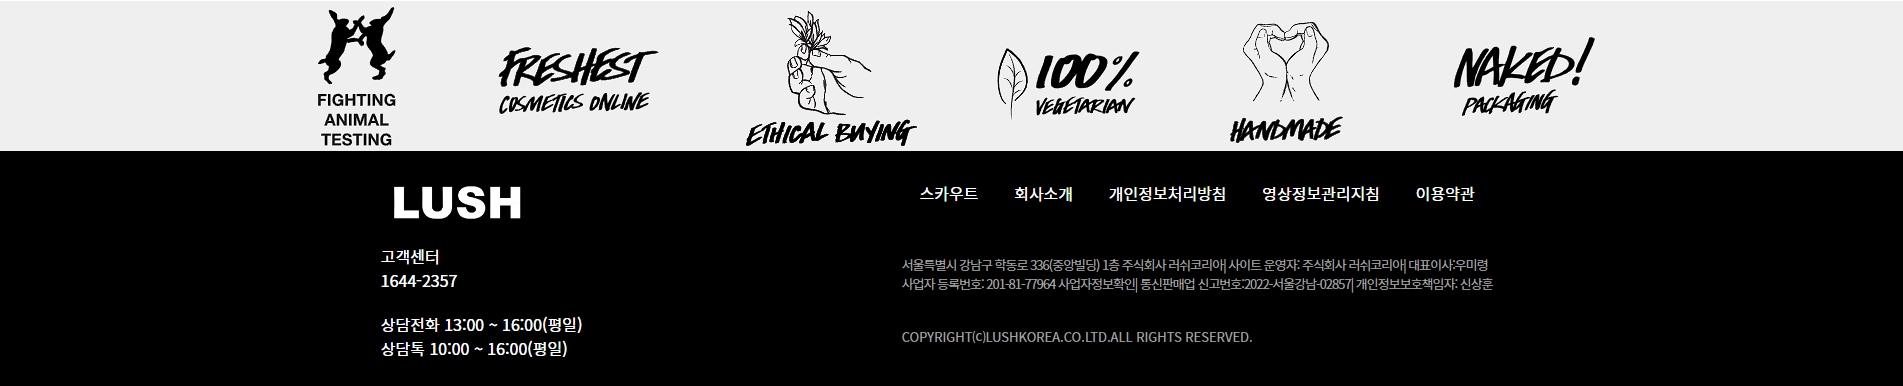 FIGHTING
ANIMAL
TESTING
FRESHEST
COSMETICS ONLINE
ETHICAL BUYING
100%
VEGETARIAN
HANDMADE
NAKED!
PACKAGING
LUSH
고객센터
1644-2357
상담전화 13:00 ~ 16:00(평일)
상담톡 10:00 ~ 16:00(평일)
스카우트 회사소개 개인정보처리방침 영상정보관리지침 이용약관
서울특별시 강남구 학동로 336(중앙빌딩) 1층 주식회사 러쉬코리아| 사이트 운영자: 주식회사 러쉬코리아| 대표이사:우미령
사업자 등록번호: 201-81-77964 사업자정보확인| 통신판매업 신고번호:2022-서울강남-02857| 개인정보보호책임자: 신상훈
COPYRIGHT(C)LUSHKOREA.CO.LTD.ALL RIGHTS RESERVED.